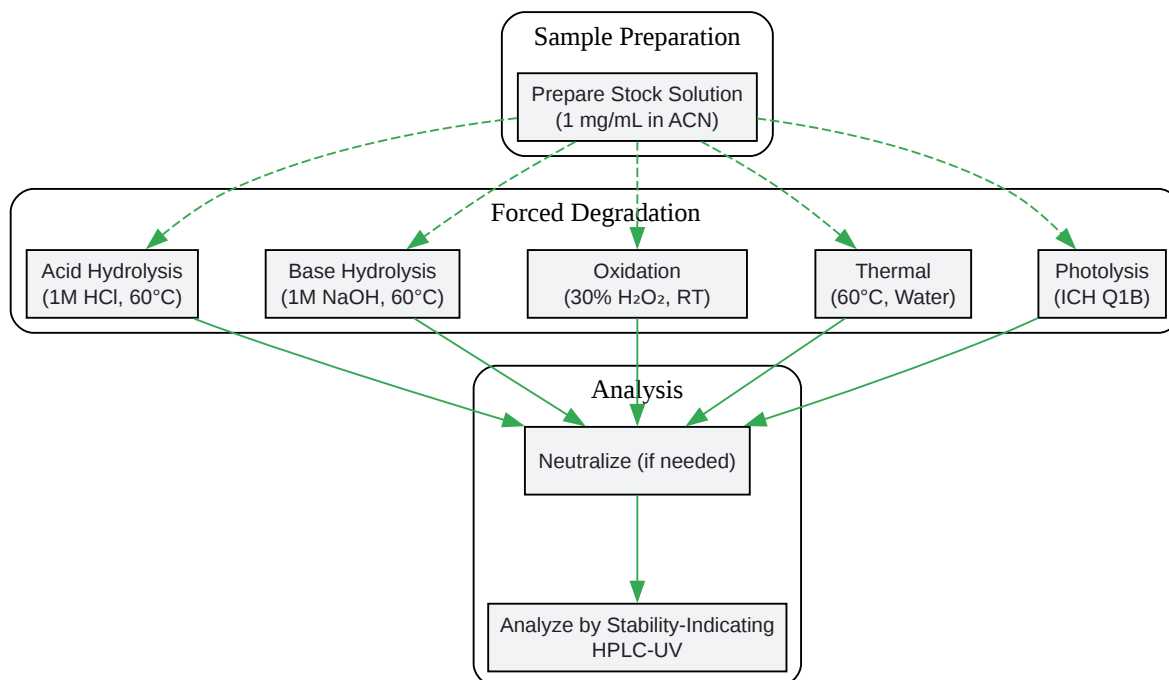 Sample Preparation
Prepare Stock Solution
(1 mg/mL in ACN)
Forced Degradation
Acid Hydrolysis
(1M HCl, 60°C)
Base Hydrolysis
(1M NaOH, 60°C)
Oxidation
(30% H₂O₂, RT)
Thermal
(60°C, Water)
Photolysis
(ICH Q1B)
Analysis
Neutralize (if needed)
Analyze by Stability-Indicating
HPLC-UV